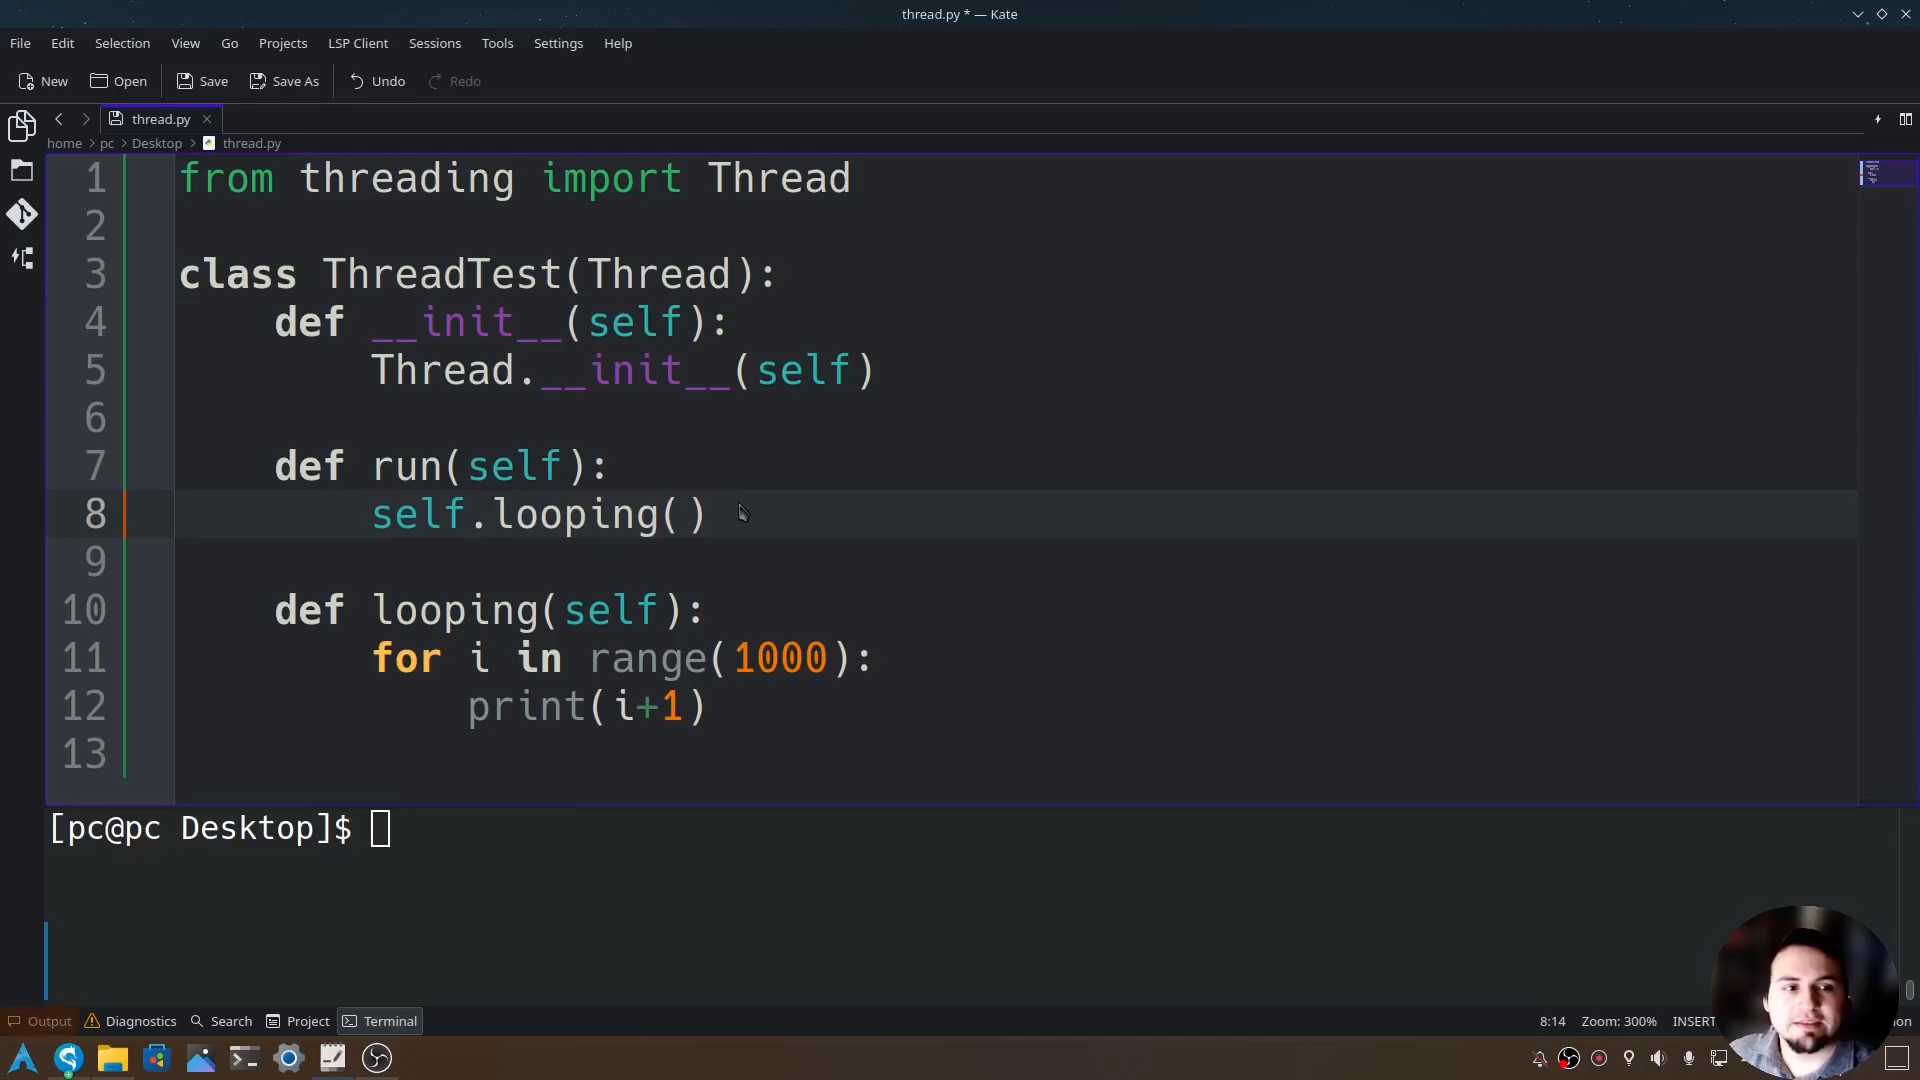 thread.py * — Kate
File Edit Selection View Go Projects LSP Client Sessions Tools Settings Help
New Open Save Save As Undo Redo
thread.py
home > pc > Desktop > thread.py
1 from threading import Thread
2
3 class ThreadTest(Thread):
4 def __init__(self):
5 Thread.__init__(self)
6
7 def run(self):
8 self.looping()
9
10 def looping(self):
11 for i in range(1000):
12 print(i+1)
13
[pc@pc Desktop]$
Output Diagnostics Search Project Terminal 8:14 Zoom: 300% INSERT